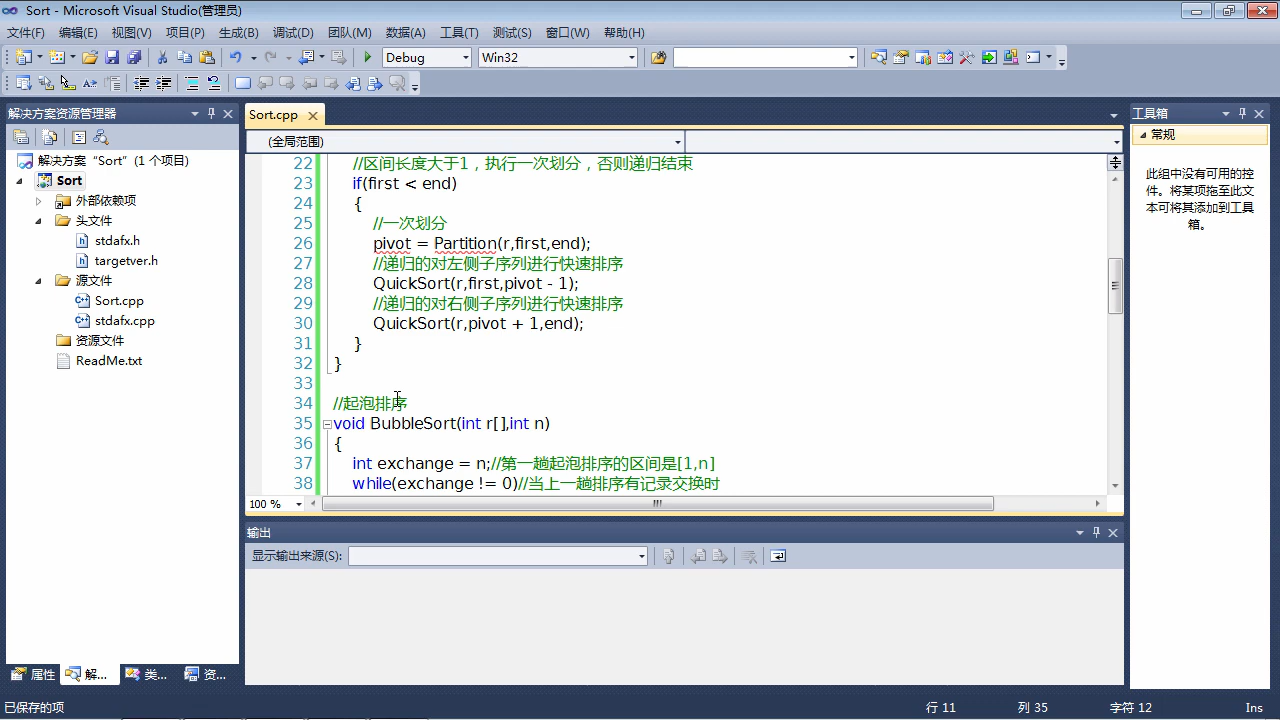 Sort - Microsoft Visual Studio(管理员)
文件(F) 编辑(E) 视图(V) 项目(P) 生成(B) 调试(D) 团队(M) 数据(A) 工具(T) 测试(S) 窗口(W) 帮助(H)
Debug Win32
解决方案资源管理器
解决方案 "Sort" (1 个项目)
Sort
外部依赖项
头文件
stdafx.h
targetver.h
源文件
Sort.cpp
stdafx.cpp
资源文件
ReadMe.txt
属性 解... 类... 资...
Sort.cpp
(全局范围)
22 //区间长度大于1，执行一次划分，否则递归结束
23 if(first < end)
24 {
25 //一次划分
26 pivot = Partition(r,first,end);
27 //递归的对左侧子序列进行快速排序
28 QuickSort(r,first,pivot - 1);
29 //递归的对右侧子序列进行快速排序
30 QuickSort(r,pivot + 1,end);
31 }
32 }
33
34 //起泡排序
35 void BubbleSort(int r[],int n)
36 {
37 int exchange = n;//第一趟起泡排序的区间是[1,n]
38 while(exchange != 0)//当上一趟排序有记录交换时
100 %
输出
显示输出来源(S):
工具箱
常规
此组中没有可用的控
件。将某项拖至此文
本可将其添加到工具
箱。
已保存的项 行 11 列 35 字符 12 Ins